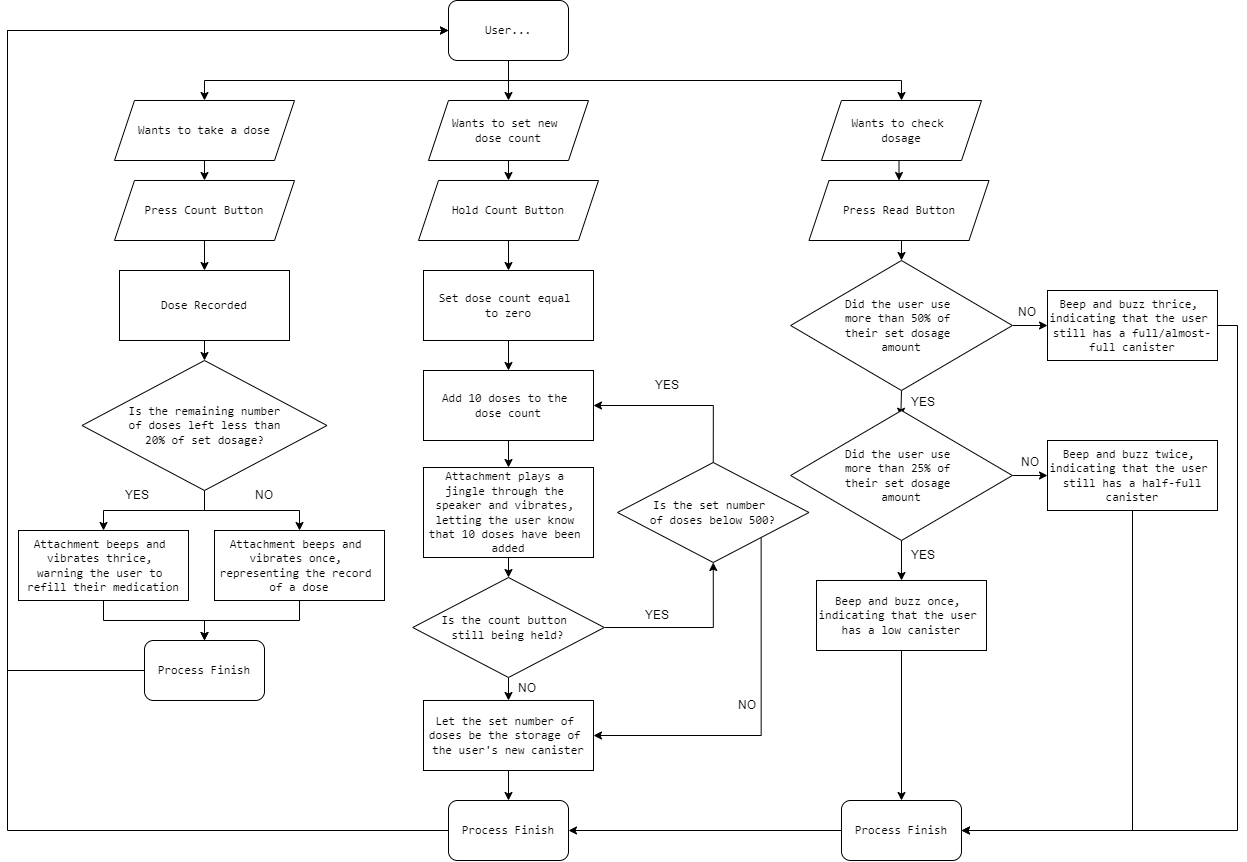 User...
Wants to take a dose
Wants to set new
dose count
Wants to check
dosage
Press Count Button
Hold Count Button
Press Read Button
Dose Recorded
Set dose count equal
to zero
Did the user use
more than 50% of
their set dosage
amount
NO
Beep and buzz thrice,
indicating that the user
still has a full/almost-
full canister
YES
Is the remaining number
of doses left less than
20% of set dosage?
YES
NO
Attachment beeps and
vibrates thrice,
warning the user to
refill their medication
Attachment beeps and
vibrates once,
representing the record
of a dose
Process Finish
Add 10 doses to the
dose count
YES
Attachment plays a
jingle through the
speaker and vibrates,
letting the user know
that 10 doses have been
added
Is the set number
of doses below 500?
Is the count button
still being held?
YES
NO
NO
Let the set number of
doses be the storage of
the user's new canister
Process Finish
Did the user use
more than 25% of
their set dosage
amount
NO
Beep and buzz twice,
indicating that the user
still has a half-full
canister
YES
Beep and buzz once,
indicating that the user
has a low canister
Process Finish